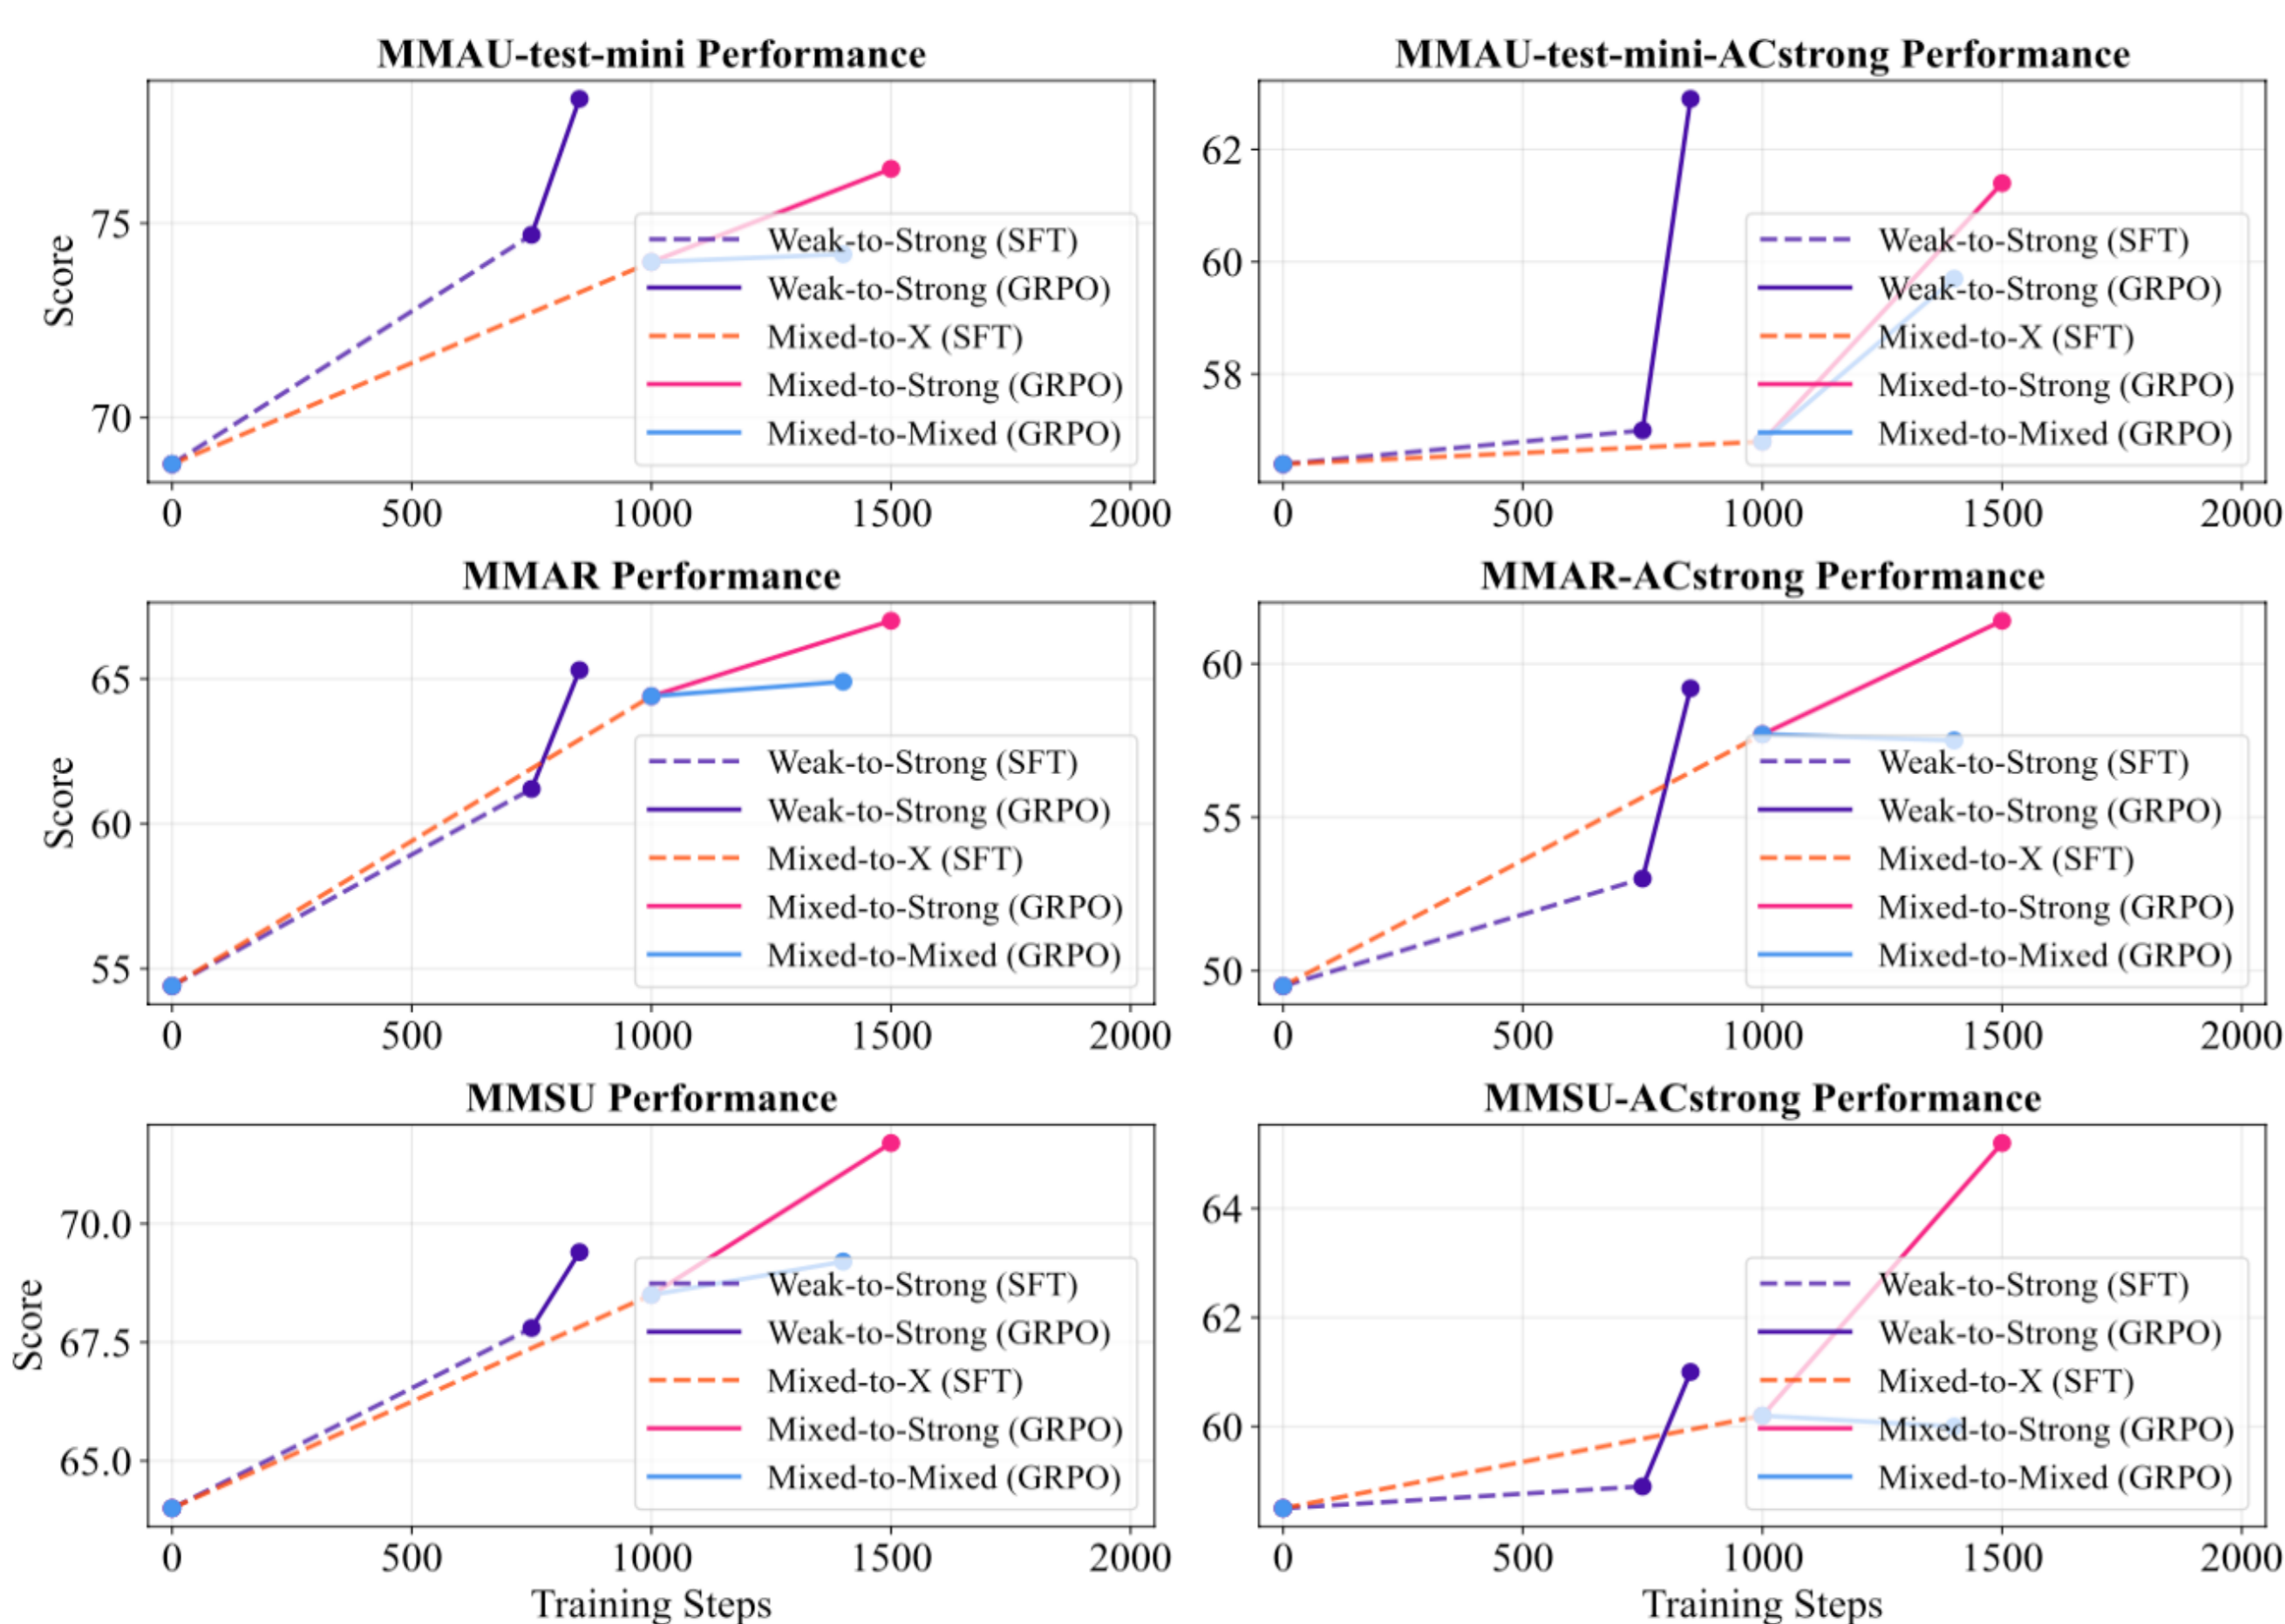 MMAU-test-mini Performance
Score
75
70
0 500 1000 1500 2000
Weak-to-Strong (SFT)
Weak-to-Strong (GRPO)
Mixed-to-X (SFT)
Mixed-to-Strong (GRPO)
Mixed-to-Mixed (GRPO)
MMAU-test-mini-ACstrong Performance
62
60
58
0 500 1000 1500 2000
Weak-to-Strong (SFT)
Weak-to-Strong (GRPO)
Mixed-to-X (SFT)
Mixed-to-Strong (GRPO)
Mixed-to-Mixed (GRPO)
MMAR Performance
Score
65
60
55
0 500 1000 1500 2000
Weak-to-Strong (SFT)
Weak-to-Strong (GRPO)
Mixed-to-X (SFT)
Mixed-to-Strong (GRPO)
Mixed-to-Mixed (GRPO)
MMAR-ACstrong Performance
60
55
50
0 500 1000 1500 2000
Weak-to-Strong (SFT)
Weak-to-Strong (GRPO)
Mixed-to-X (SFT)
Mixed-to-Strong (GRPO)
Mixed-to-Mixed (GRPO)
MMSU Performance
Score
70.0
67.5
65.0
0 500 1000 1500 2000
Training Steps
Weak-to-Strong (SFT)
Weak-to-Strong (GRPO)
Mixed-to-X (SFT)
Mixed-to-Strong (GRPO)
Mixed-to-Mixed (GRPO)
MMSU-ACstrong Performance
64
62
60
0 500 1000 1500 2000
Training Steps
Weak-to-Strong (SFT)
Weak-to-Strong (GRPO)
Mixed-to-X (SFT)
Mixed-to-Strong (GRPO)
Mixed-to-Mixed (GRPO)